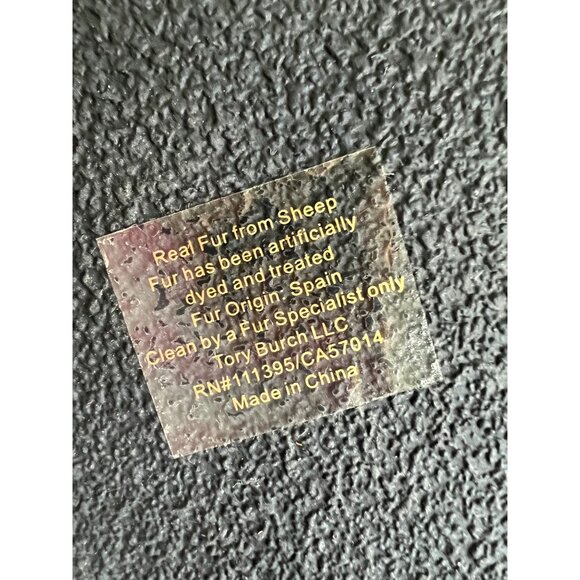 Real Fur from Sheep
Fur has been artificially
dyed and treated
Fur Origin: Spain
Clean by a Fur Specialist only
Tory Burch LLC
RN#111395/CA57014
Made in China